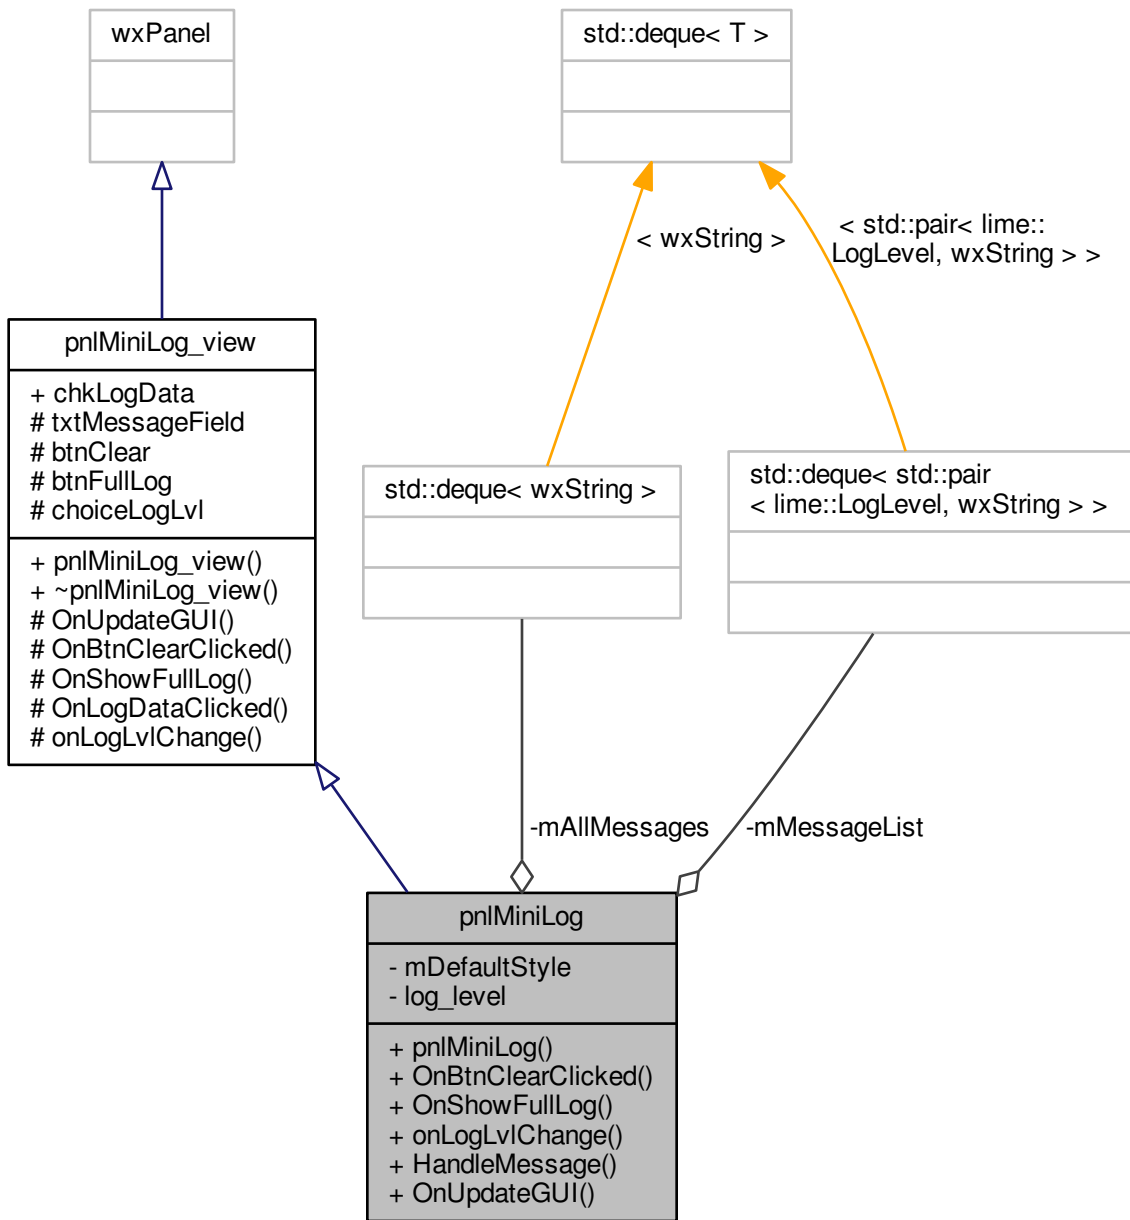 wxPanel
std::deque< T >
< wxString >
< std::pair< lime::
LogLevel, wxString > >
pnlMiniLog_view
+ chkLogData
# txtMessageField
# btnClear
# btnFullLog
# choiceLogLvl
+ pnlMiniLog_view()
+ ~pnlMiniLog_view()
# OnUpdateGUI()
# OnBtnClearClicked()
# OnShowFullLog()
# OnLogDataClicked()
# onLogLvlChange()
std::deque< wxString >
std::deque< std::pair
< lime::LogLevel, wxString > >
-mAllMessages
-mMessageList
pnlMiniLog
- mDefaultStyle
- log_level
+ pnlMiniLog()
+ OnBtnClearClicked()
+ OnShowFullLog()
+ onLogLvlChange()
+ HandleMessage()
+ OnUpdateGUI()